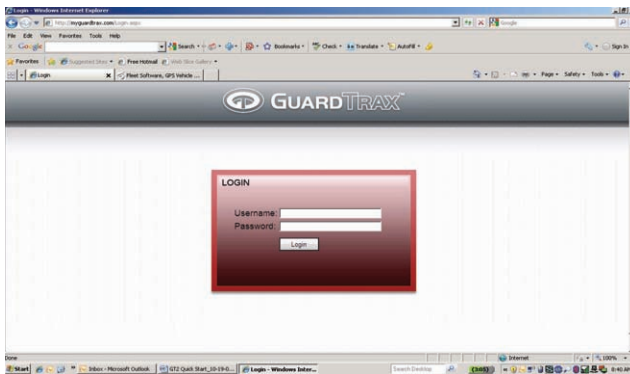 Login - Windows Internet Explorer
http://myguardtrax.com/Login.aspx
Google
File Edit View Favorites Tools Help
Google Search Bookmarks Check Translate AutoFill Sign In
Favorites Suggested Sites Free Hotmail Web Slice Gallery
Login Fleet Software, GPS Vehicle ... Page Safety Tools
GUARDTRAX
LOGIN
Username:
Password:
Login
Done Internet 100%
Start Inbox - Microsoft Outlook GT2 Quick Start_10-19-0... Login - Windows Inter... Search Desktop 8:40 AM